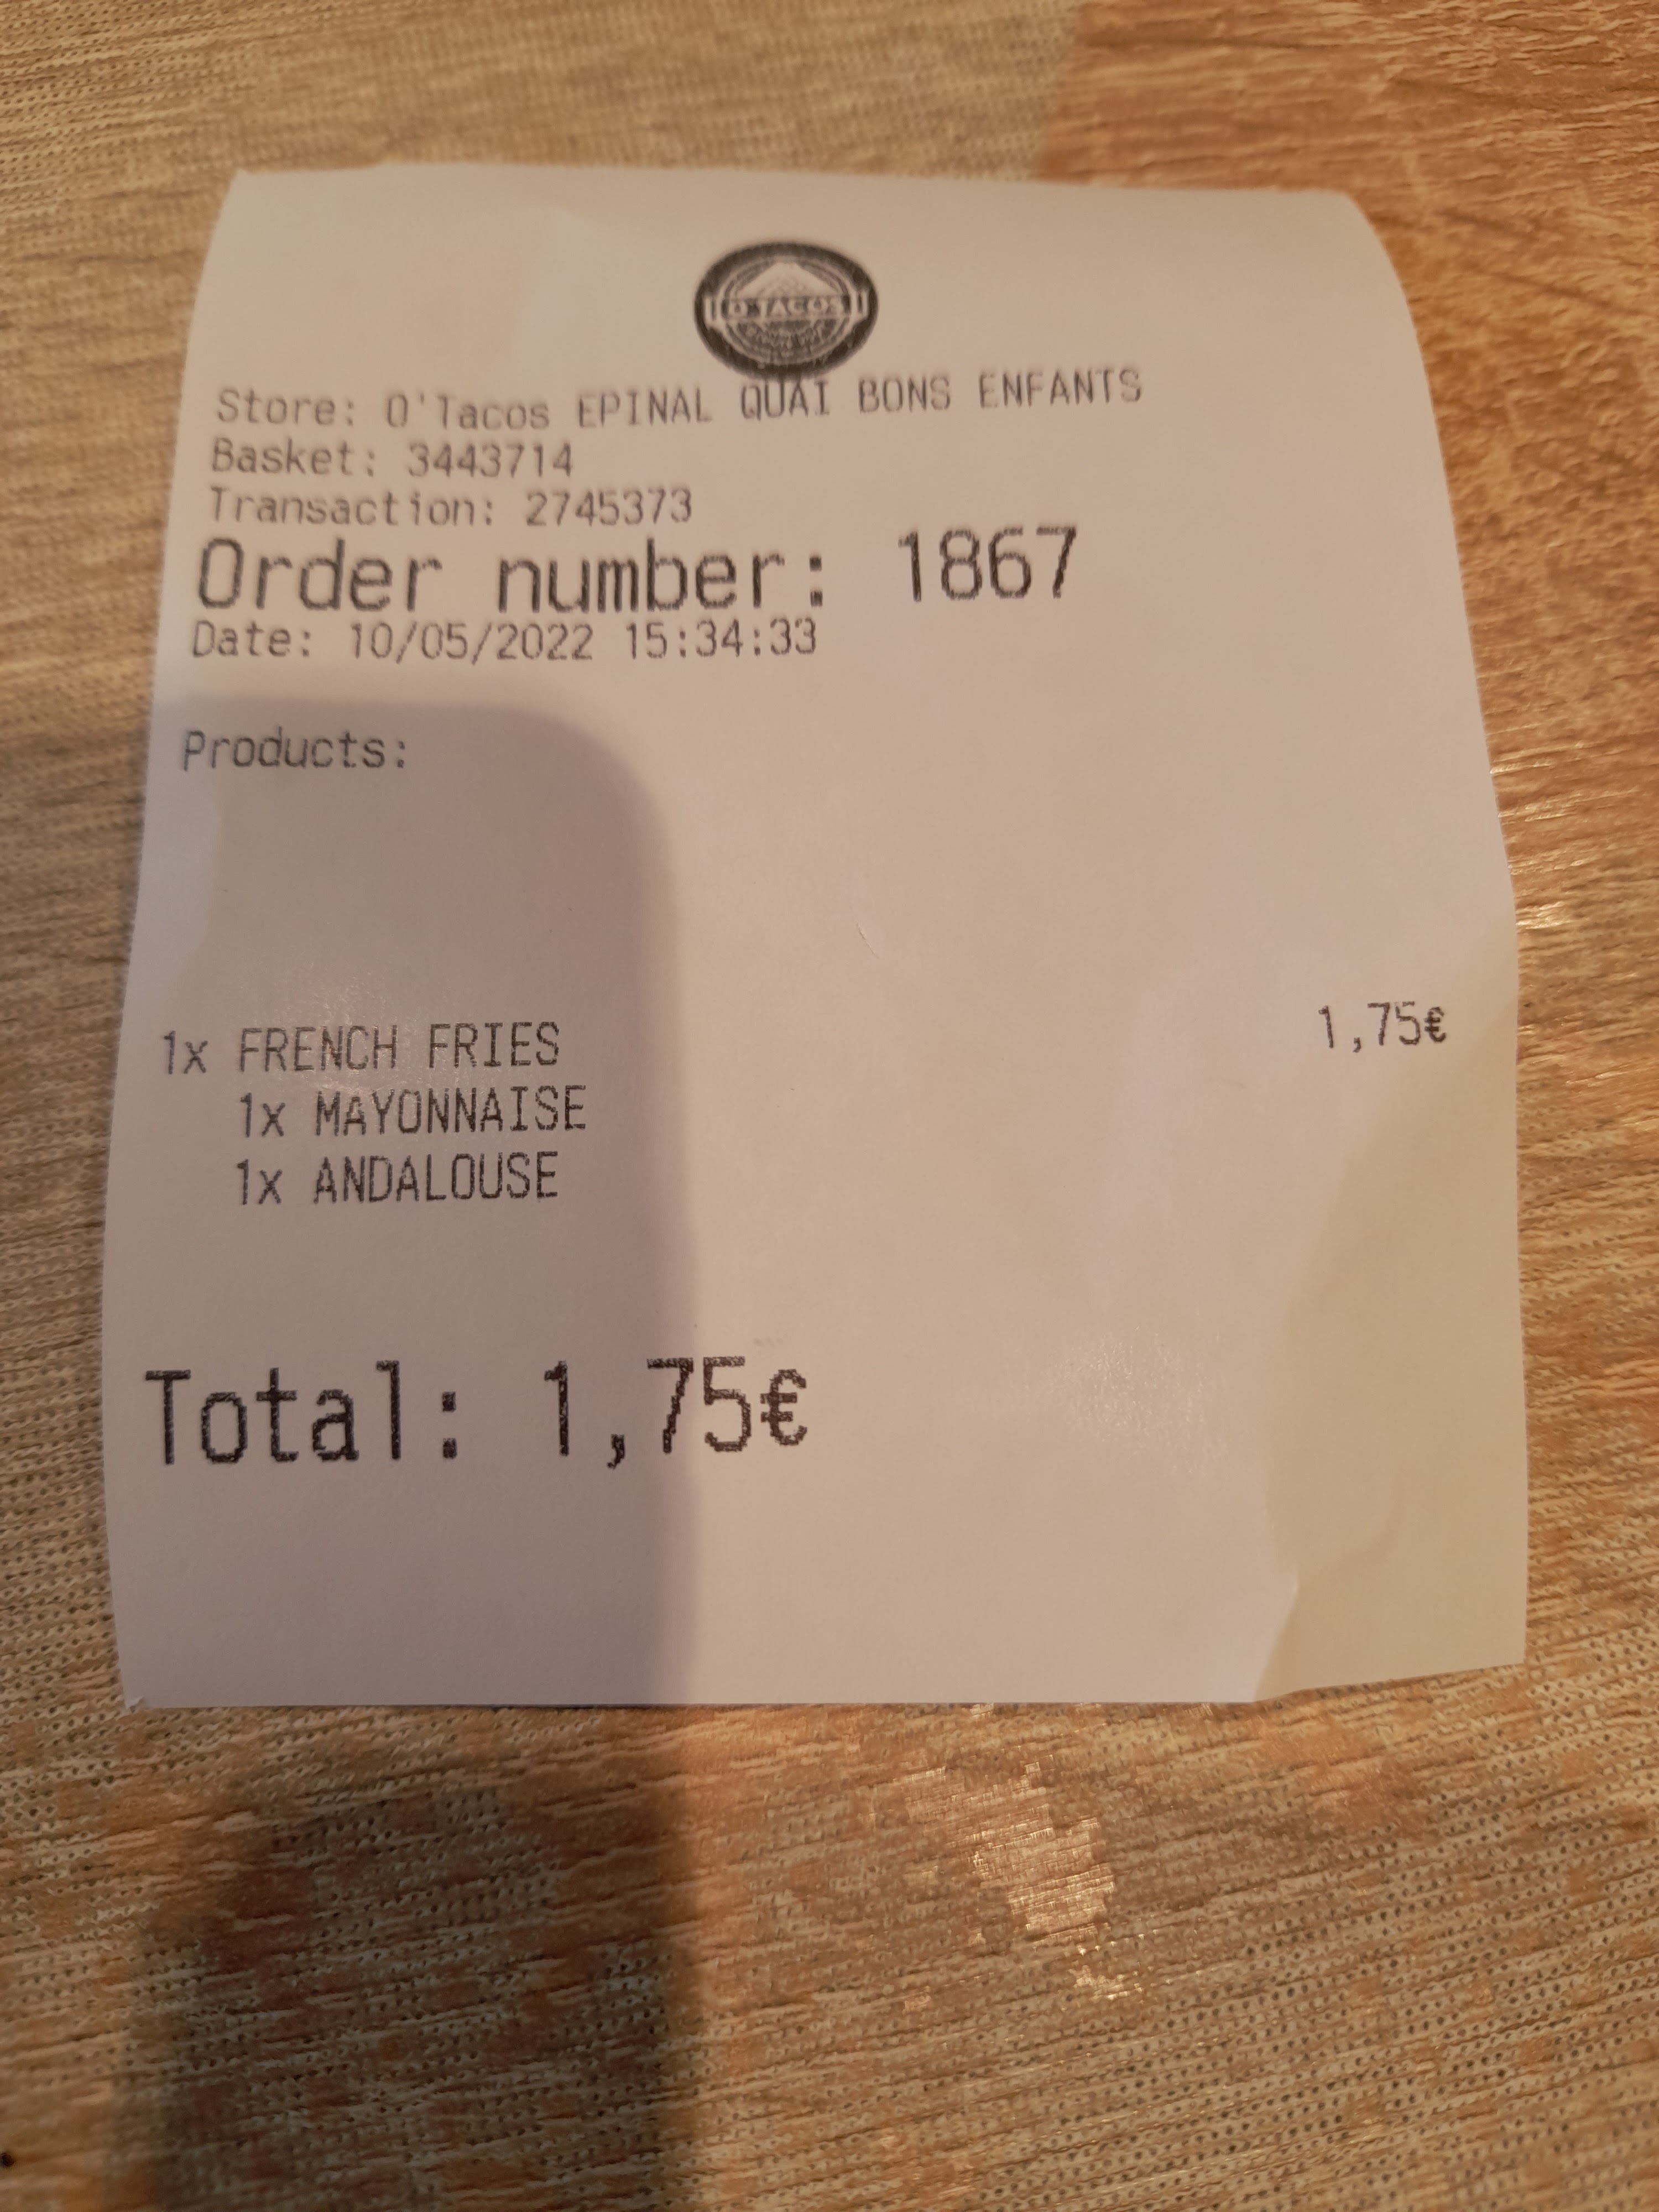 O'TACOS
Store: O'Tacos EPINAL QUAI BONS ENFANTS
Basket: 3443714
Transaction: 2745373
Order number: 1867
Date: 10/05/2022 15:34:33
Products:
1x FRENCH FRIES 1,75€
1x MAYONNAISE
1x ANDALOUSE
Total: 1,75€